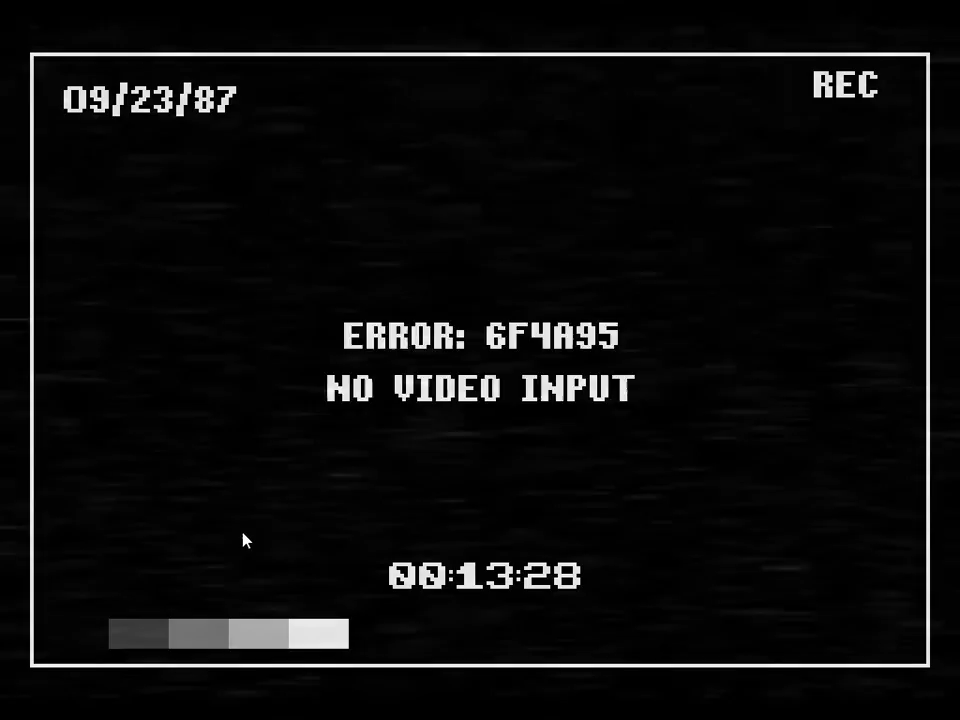 09/23/87
REC
ERROR: 6F4A95
NO VIDEO INPUT
00:13:28